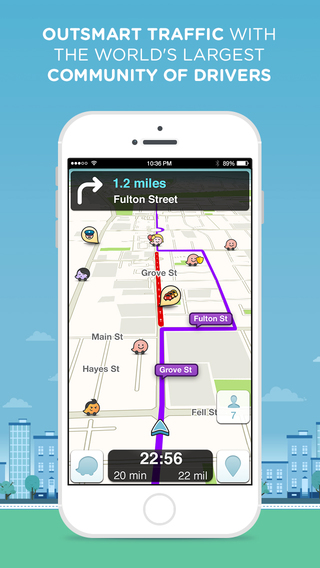 OUTSMART TRAFFIC WITH
THE WORLD'S LARGEST
COMMUNITY OF DRIVERS
10:36 PM
89%
1.2 miles
Fulton Street
Grove St
Fulton St
Main St
Hayes St
Grove St
Fell St
7
22:56
20 min 22 mil